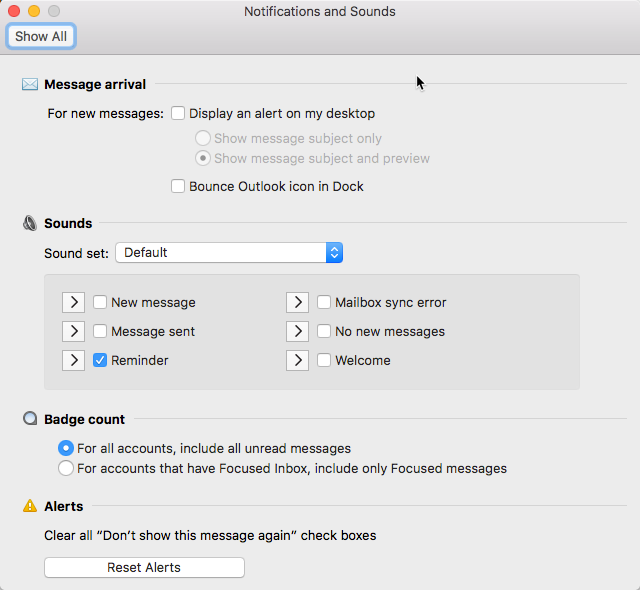 Notifications and Sounds
Show All
Message arrival
For new messages: Display an alert on my desktop
Show message subject only
Show message subject and preview
Bounce Outlook icon in Dock
Sounds
Sound set: Default
New message Mailbox sync error
Message sent No new messages
Reminder Welcome
Badge count
For all accounts, include all unread messages
For accounts that have Focused Inbox, include only Focused messages
Alerts
Clear all “Don’t show this message again” check boxes
Reset Alerts